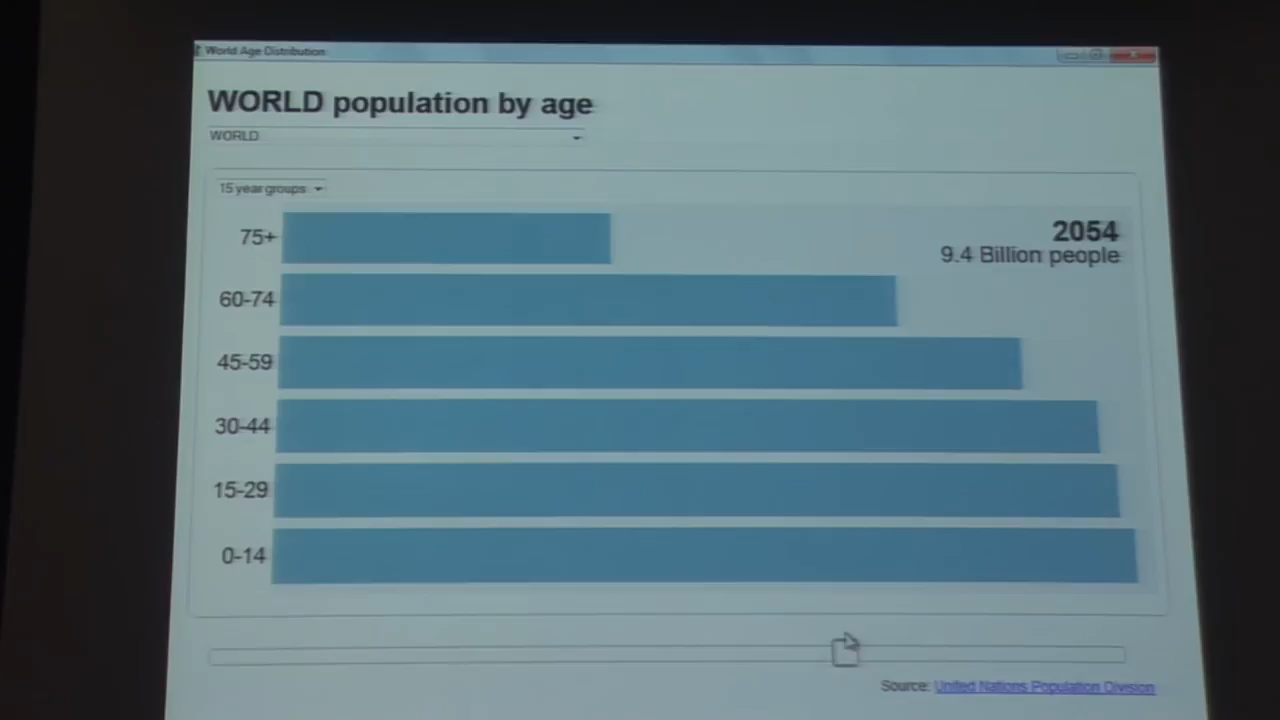 World Age Distribution
WORLD population by age
WORLD
15 year groups
2054
9.4 Billion people
75+
60-74
45-59
30-44
15-29
0-14
Source: United Nations Population Division